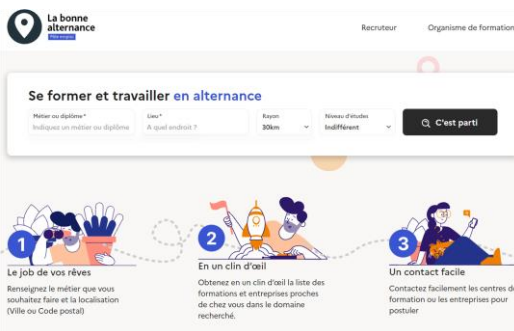 La bonne
alternance
Pôle emploi
Recruteur
Organisme de formation
Se former et travailler en alternance
Métier ou diplôme*
Indiquez un métier ou diplôme
Lieu*
A quel endroit ?
Rayon
30km
Niveau d'études
Indifférent
C'est parti
1
Le job de vos rêves
Renseignez le métier que vous
souhaitez faire et la localisation
(Ville ou Code postal)
2
En un clin d'œil
Obtenez en un clin d'œil la liste des
formations et entreprises proches
de chez vous dans le domaine
recherché.
3
Un contact facile
Contactez facilement les centres de
formation ou les entreprises pour
postuler